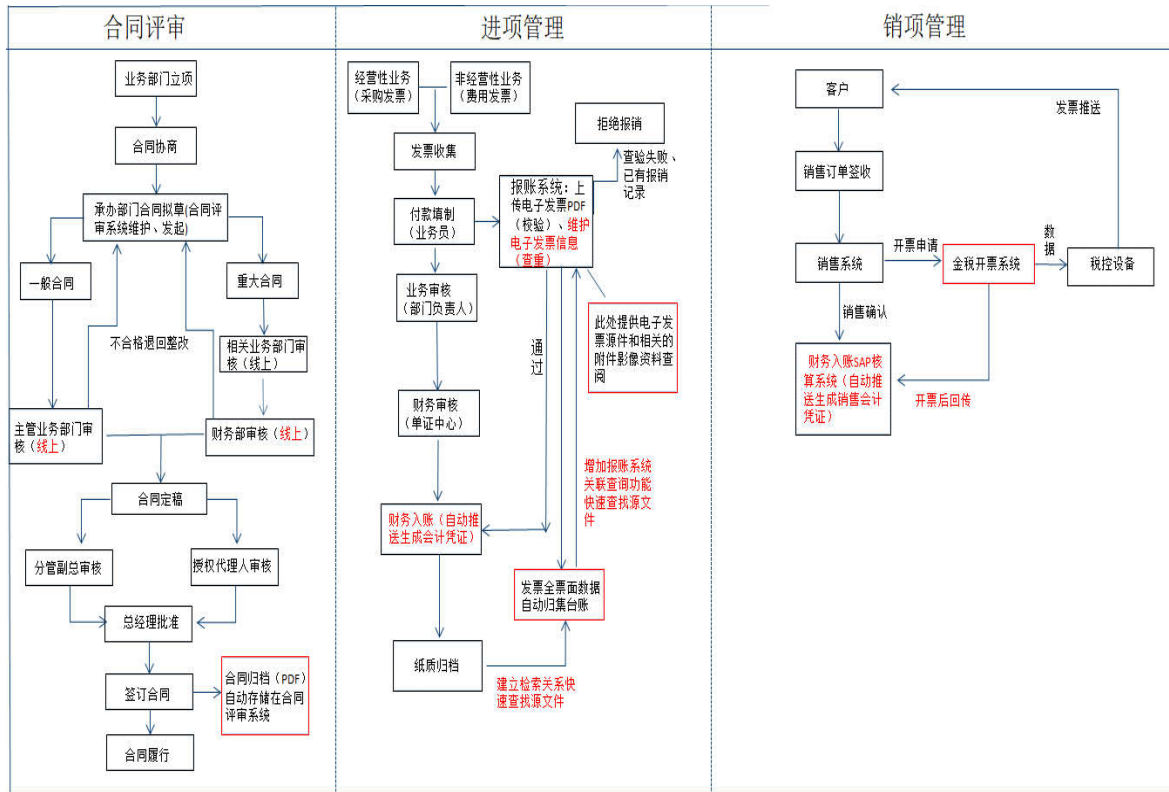 合同评审
业务部门立项
合同协商
承办部门合同拟草(合同评
审系统维护、发起)
一般合同
重大合同
不合格退回整改
相关业务部门审
核(线上)
主管业务部门审
核(线上)
财务部审核(线上)
合同定稿
分管副总审核
授权代理人审核
总经理批准
签订合同
合同归档(PDF)
自动存储在合同
评审系统
合同履行
进项管理
经营性业务
(采购发票)
非经营性业务
(费用发票)
发票收集
拒绝报销
查验失败、
已有报销
记录
付款填制
(业务员)
报账系统:上
传电子发票PDF
(校验)、维护
电子发票信息
(查重)
业务审核
(部门负责人)
通
过
此处提供电子发
票源件和相关的
附件影像资料查
阅
财务审核
(单证中心)
增加报账系统
关联查询功能
快速查找源文
件
财务入账(自动推
送生成会计凭证)
发票全票面数据
自动归集台账
纸质归档
建立检索关系快
速查找源文件
销项管理
客户
发票推送
销售订单签收
销售系统
开票申请
金税开票系统
数
据
税控设备
销售确认
财务入账SAP核
算系统(自动推
送生成销售会计
凭证)
开票后回传